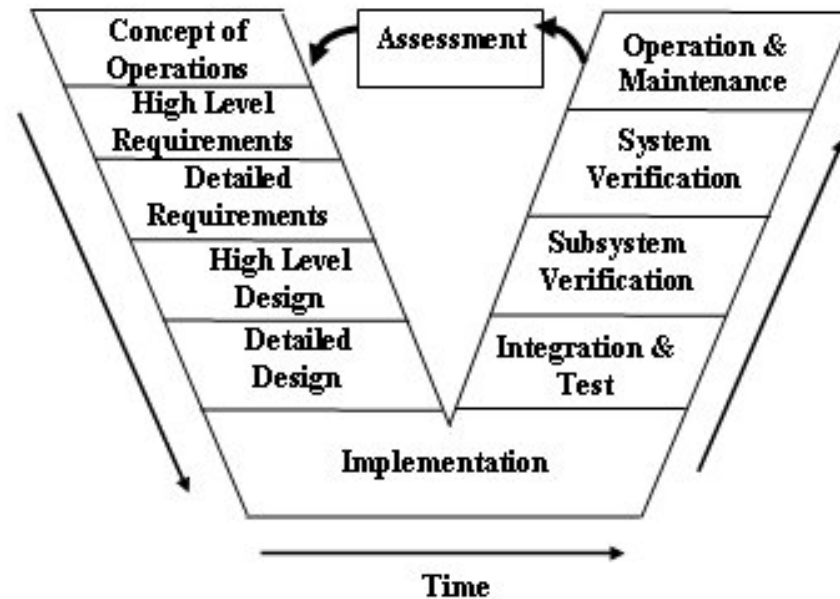 Concept of
Operations
High Level
Requirements
Detailed
Requirements
High Level
Design
Detailed
Design
Implementation
Assessment
Operation &
Maintenance
System
Verification
Subsystem
Verification
Integration &
Test
Time